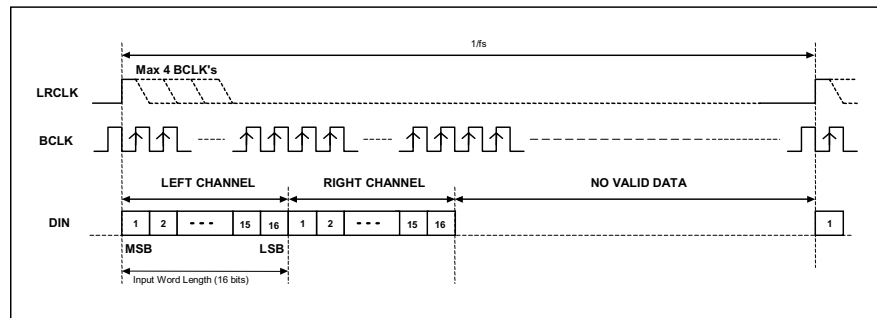 1/fs
Max 4 BCLK's
LRCLK
BCLK
LEFT CHANNEL RIGHT CHANNEL NO VALID DATA
DIN 1 2 15 16 1 2 15 16 1
MSB LSB
Input Word Length (16 bits)